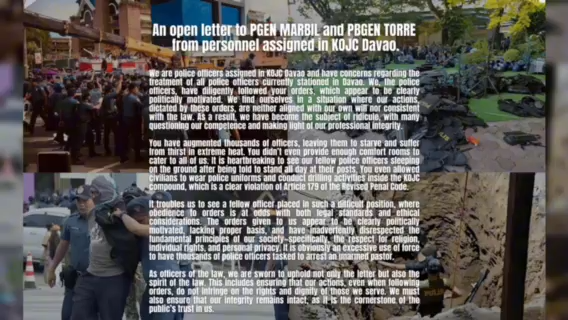 An open letter to PGEN MARBIL and PBGEN TORRE
from personnel assigned in KOJC Davao.
We are police officers assigned in KOJC Davao and have concerns regarding the
treatment of all police officers currently stationed in Davao. We, the police
officers, have diligently followed your orders, which appear to be clearly
politically motivated. We find ourselves in a situation where our actions,
dictated by these orders, are neither aligned with our own will nor consistent
with the law. As a result, we have become the subject of ridicule, with many
questioning our competence and making light of our professional integrity.
You have augmented thousands of officers, leaving them to starve and suffer
from thirst in extreme heat. You didn't even provide enough comfort rooms to
cater to all of us. It is heartbreaking to see our fellow police officers sleeping
on the ground after being told to stand all day at their posts. You even allowed
civilians to wear police uniforms and conduct drilling activities inside the KOJC
compound, which is a clear violation of Article 179 of the Revised Penal Code.
It troubles us to see a fellow officer placed in such a difficult position, where
obedience to orders is at odds with both legal standards and ethical
considerations. The orders given to us appear to be clearly politically
motivated, lacking proper basis, and have inadvertently disrespected the
fundamental principles of our society—specifically, the respect for religion,
individual rights, and personal privacy. It is obviously an excessive use of force
to have thousands of police officers tasked to arrest an unarmed pastor.
As officers of the law, we are sworn to uphold not only the letter but also the
spirit of the law. This includes ensuring that our actions, even when following
orders, do not infringe on the rights and dignity of those we serve. We must
also ensure that our integrity remains intact, as it is the cornerstone of the
public's trust in us.